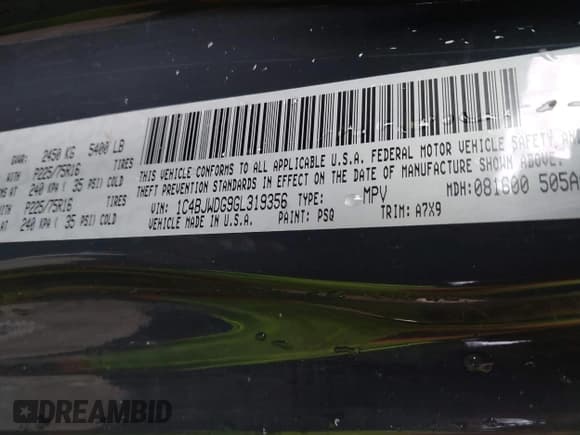 GVWR: 2450 KG 5400 LB
P225/75R16 TIRES
240 KPA ( 35 PSI) COLD
P225/75R16 TIRES
240 KPA ( 35 PSI) COLD
THIS VEHICLE CONFORMS TO ALL APPLICABLE U.S.A. FEDERAL MOTOR VEHICLE SAFETY AND
THEFT PREVENTION STANDARDS IN EFFECT ON THE DATE OF MANUFACTURE SHOWN ABOVE.
VIN: 1C4BJWDG9GL319356 TYPE: MPV MDH:081600 505A
VEHICLE MADE IN U.S.A. PAINT: PSQ TRIM: A7X9
DREAMBID